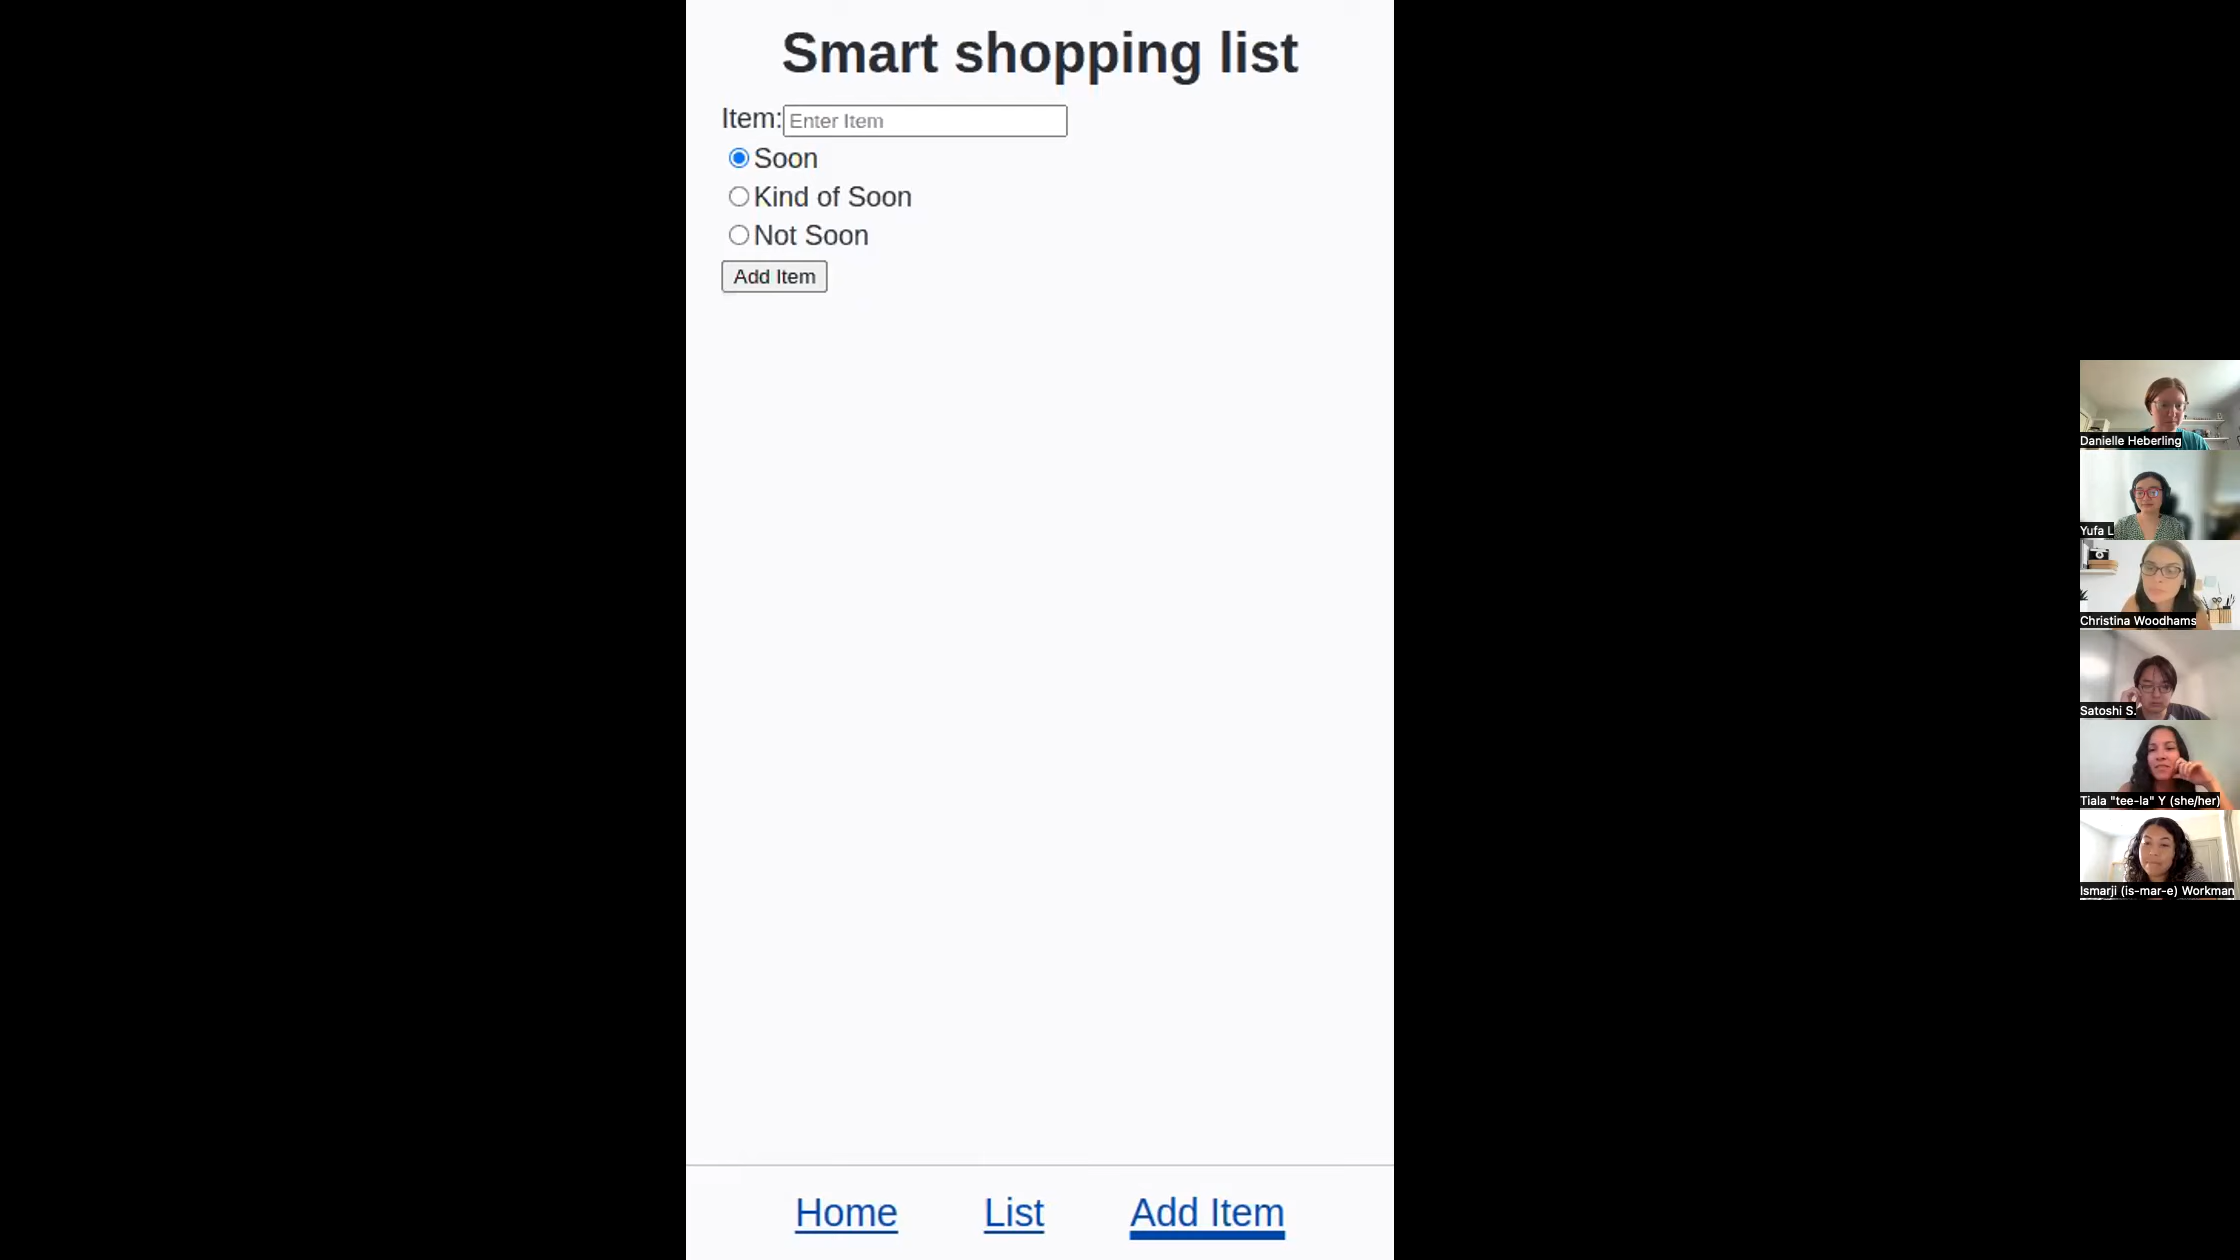 Smart shopping list
Item: Enter Item
Soon
Kind of Soon
Not Soon
Add Item
Home List Add Item
Danielle Heberling
Yufa L
Christina Woodhams
Satoshi S.
Tiala "tee-la" Y (she/her)
Ismarji (is-mar-e) Workman